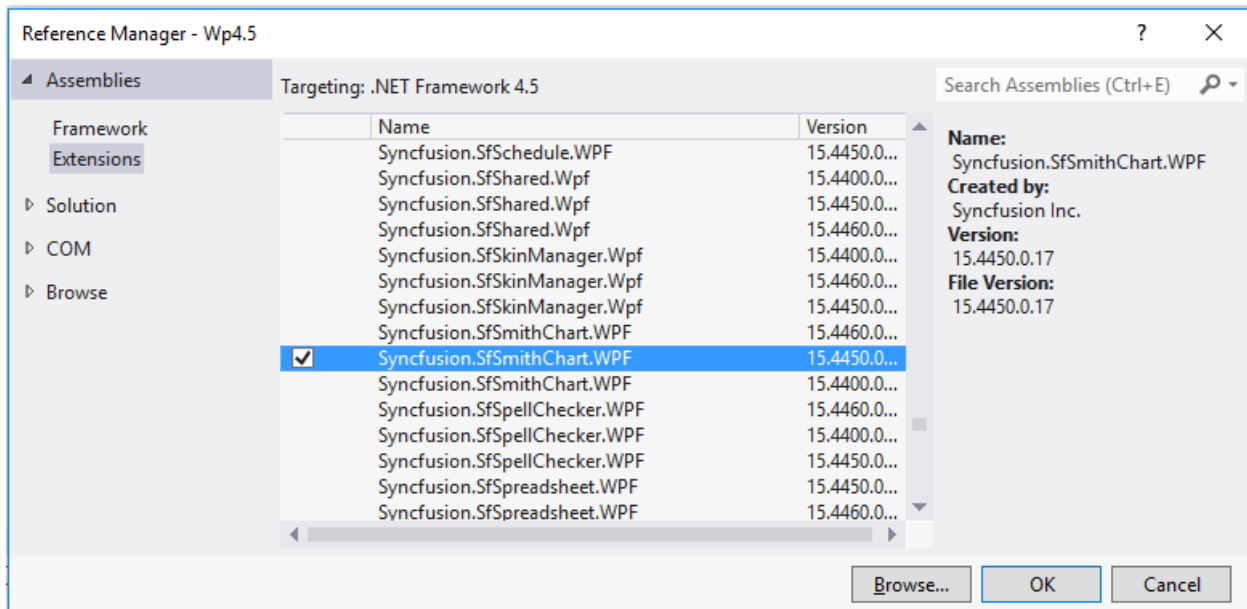 Reference Manager - Wp4.5
?
Assemblies
Framework
Extensions
Solution
COM
Browse
Targeting: .NET Framework 4.5
Search Assemblies (Ctrl+E)
Name Version
Syncfusion.SfSchedule.WPF 15.4450.0...
Syncfusion.SfShared.Wpf 15.4400.0...
Syncfusion.SfShared.Wpf 15.4450.0...
Syncfusion.SfShared.Wpf 15.4460.0...
Syncfusion.SfSkinManager.Wpf 15.4400.0...
Syncfusion.SfSkinManager.Wpf 15.4460.0...
Syncfusion.SfSkinManager.Wpf 15.4450.0...
Syncfusion.SfSmithChart.WPF 15.4460.0...
Syncfusion.SfSmithChart.WPF 15.4450.0...
Syncfusion.SfSmithChart.WPF 15.4400.0...
Syncfusion.SfSpellChecker.WPF 15.4460.0...
Syncfusion.SfSpellChecker.WPF 15.4400.0...
Syncfusion.SfSpellChecker.WPF 15.4450.0...
Syncfusion.SfSpreadsheet.WPF 15.4450.0...
Syncfusion.SfSpreadsheet.WPF 15.4460.0...
Name:
Syncfusion.SfSmithChart.WPF
Created by:
Syncfusion Inc.
Version:
15.4450.0.17
File Version:
15.4450.0.17
Browse... OK Cancel